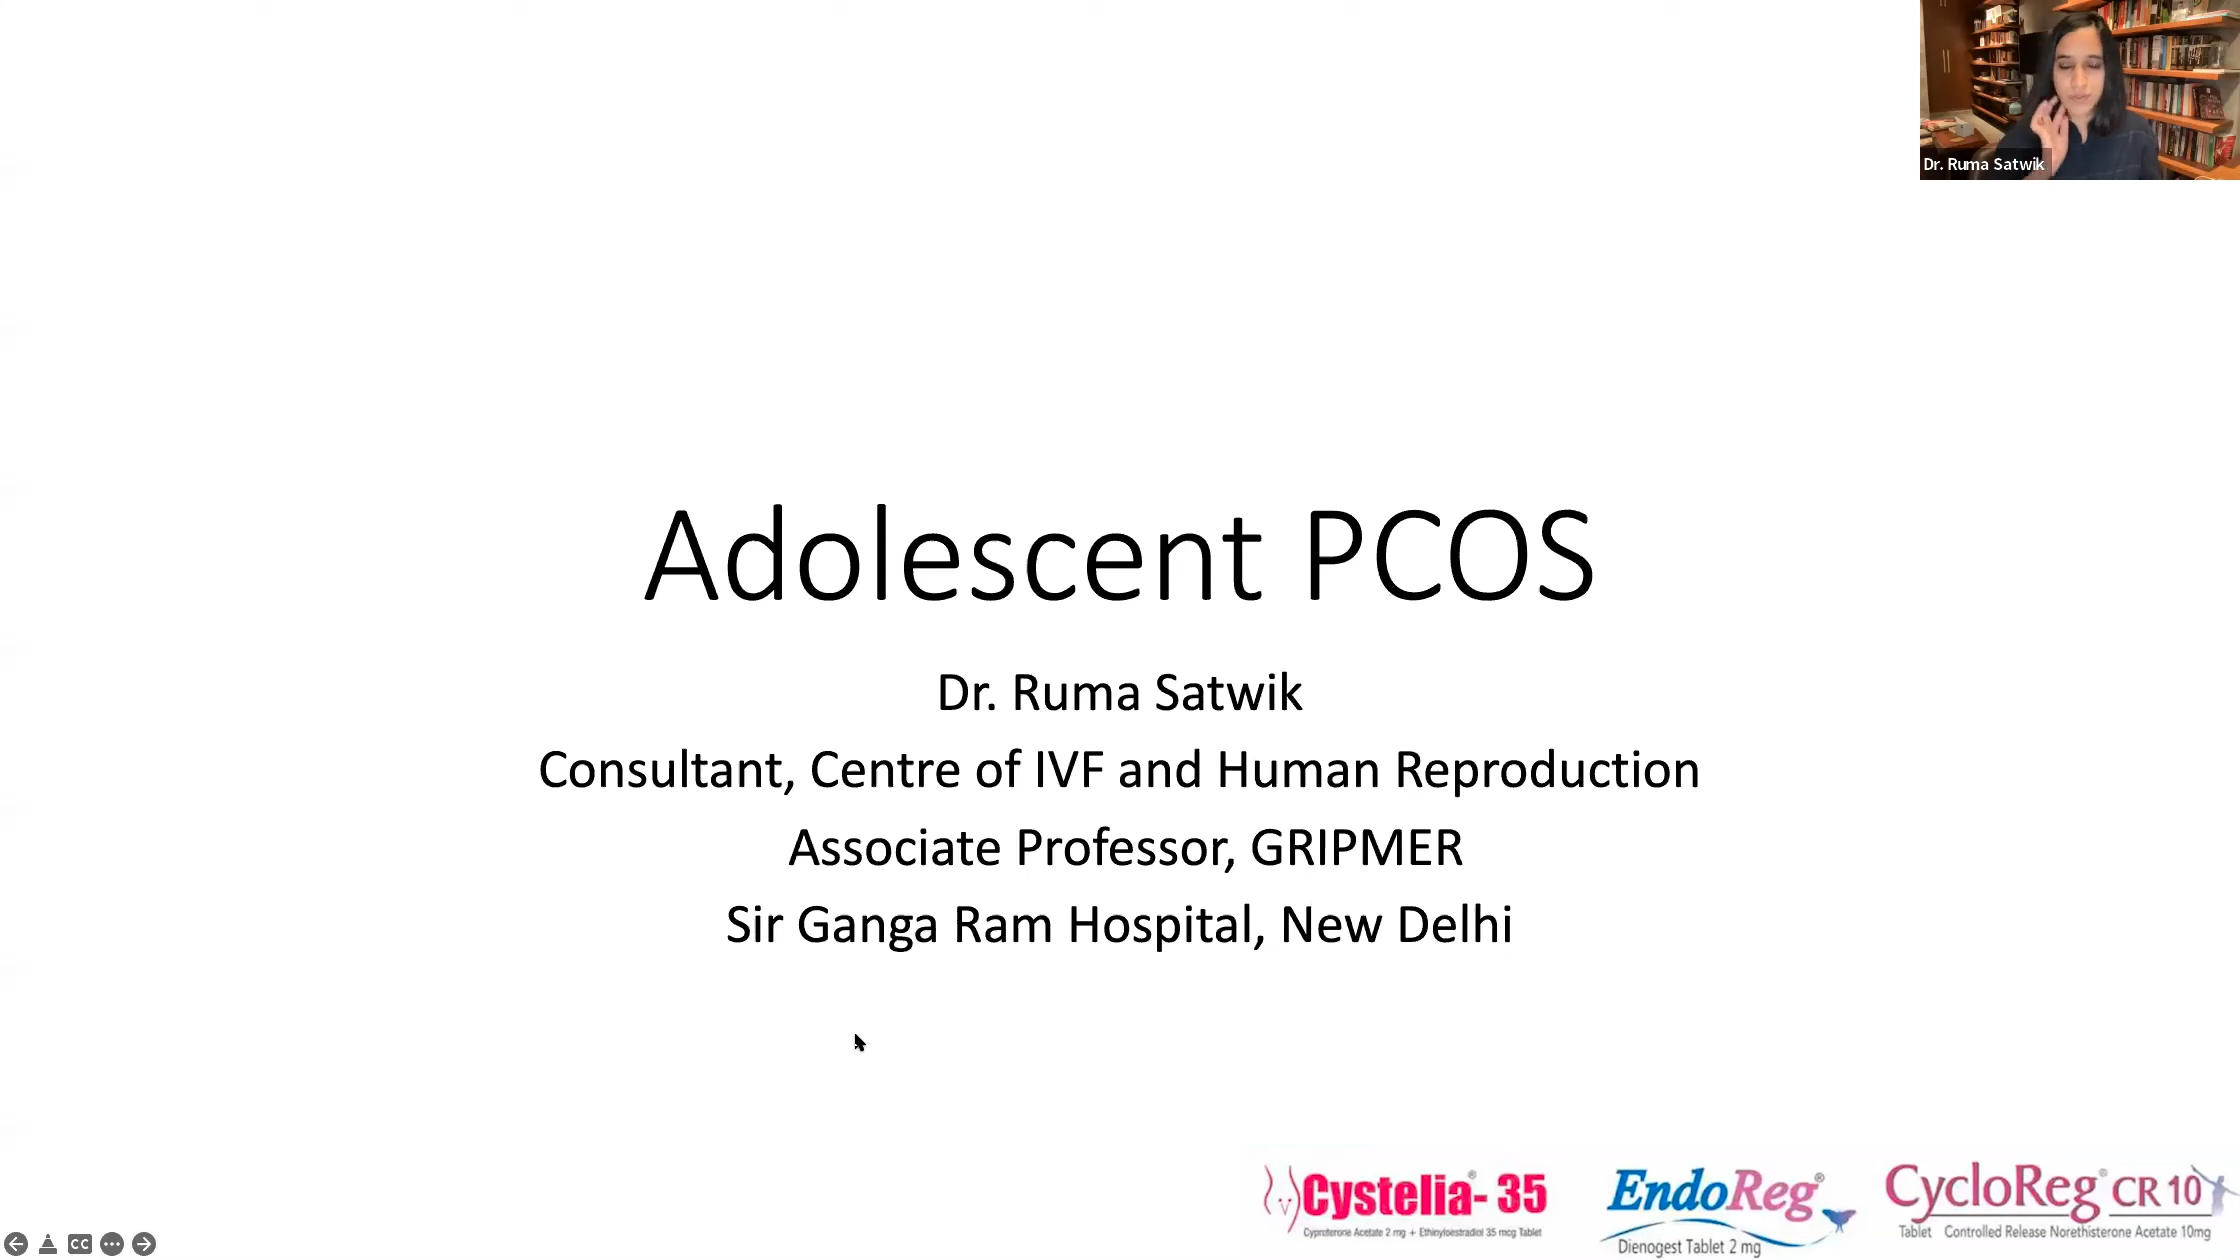 Dr. Ruma Satwik
Adolescent PCOS
Dr. Ruma Satwik
Consultant, Centre of IVF and Human Reproduction
Associate Professor, GRIPMER
Sir Ganga Ram Hospital, New Delhi
Cystelia®- 35
Cyproterone Acetate 2 mg + Ethinyloestradiol 35 mcg Tablet
EndoReg®
Dienogest Tablet 2 mg
CycloReg® CR 10
Tablet Controlled Release Norethisterone Acetate 10mg
CC